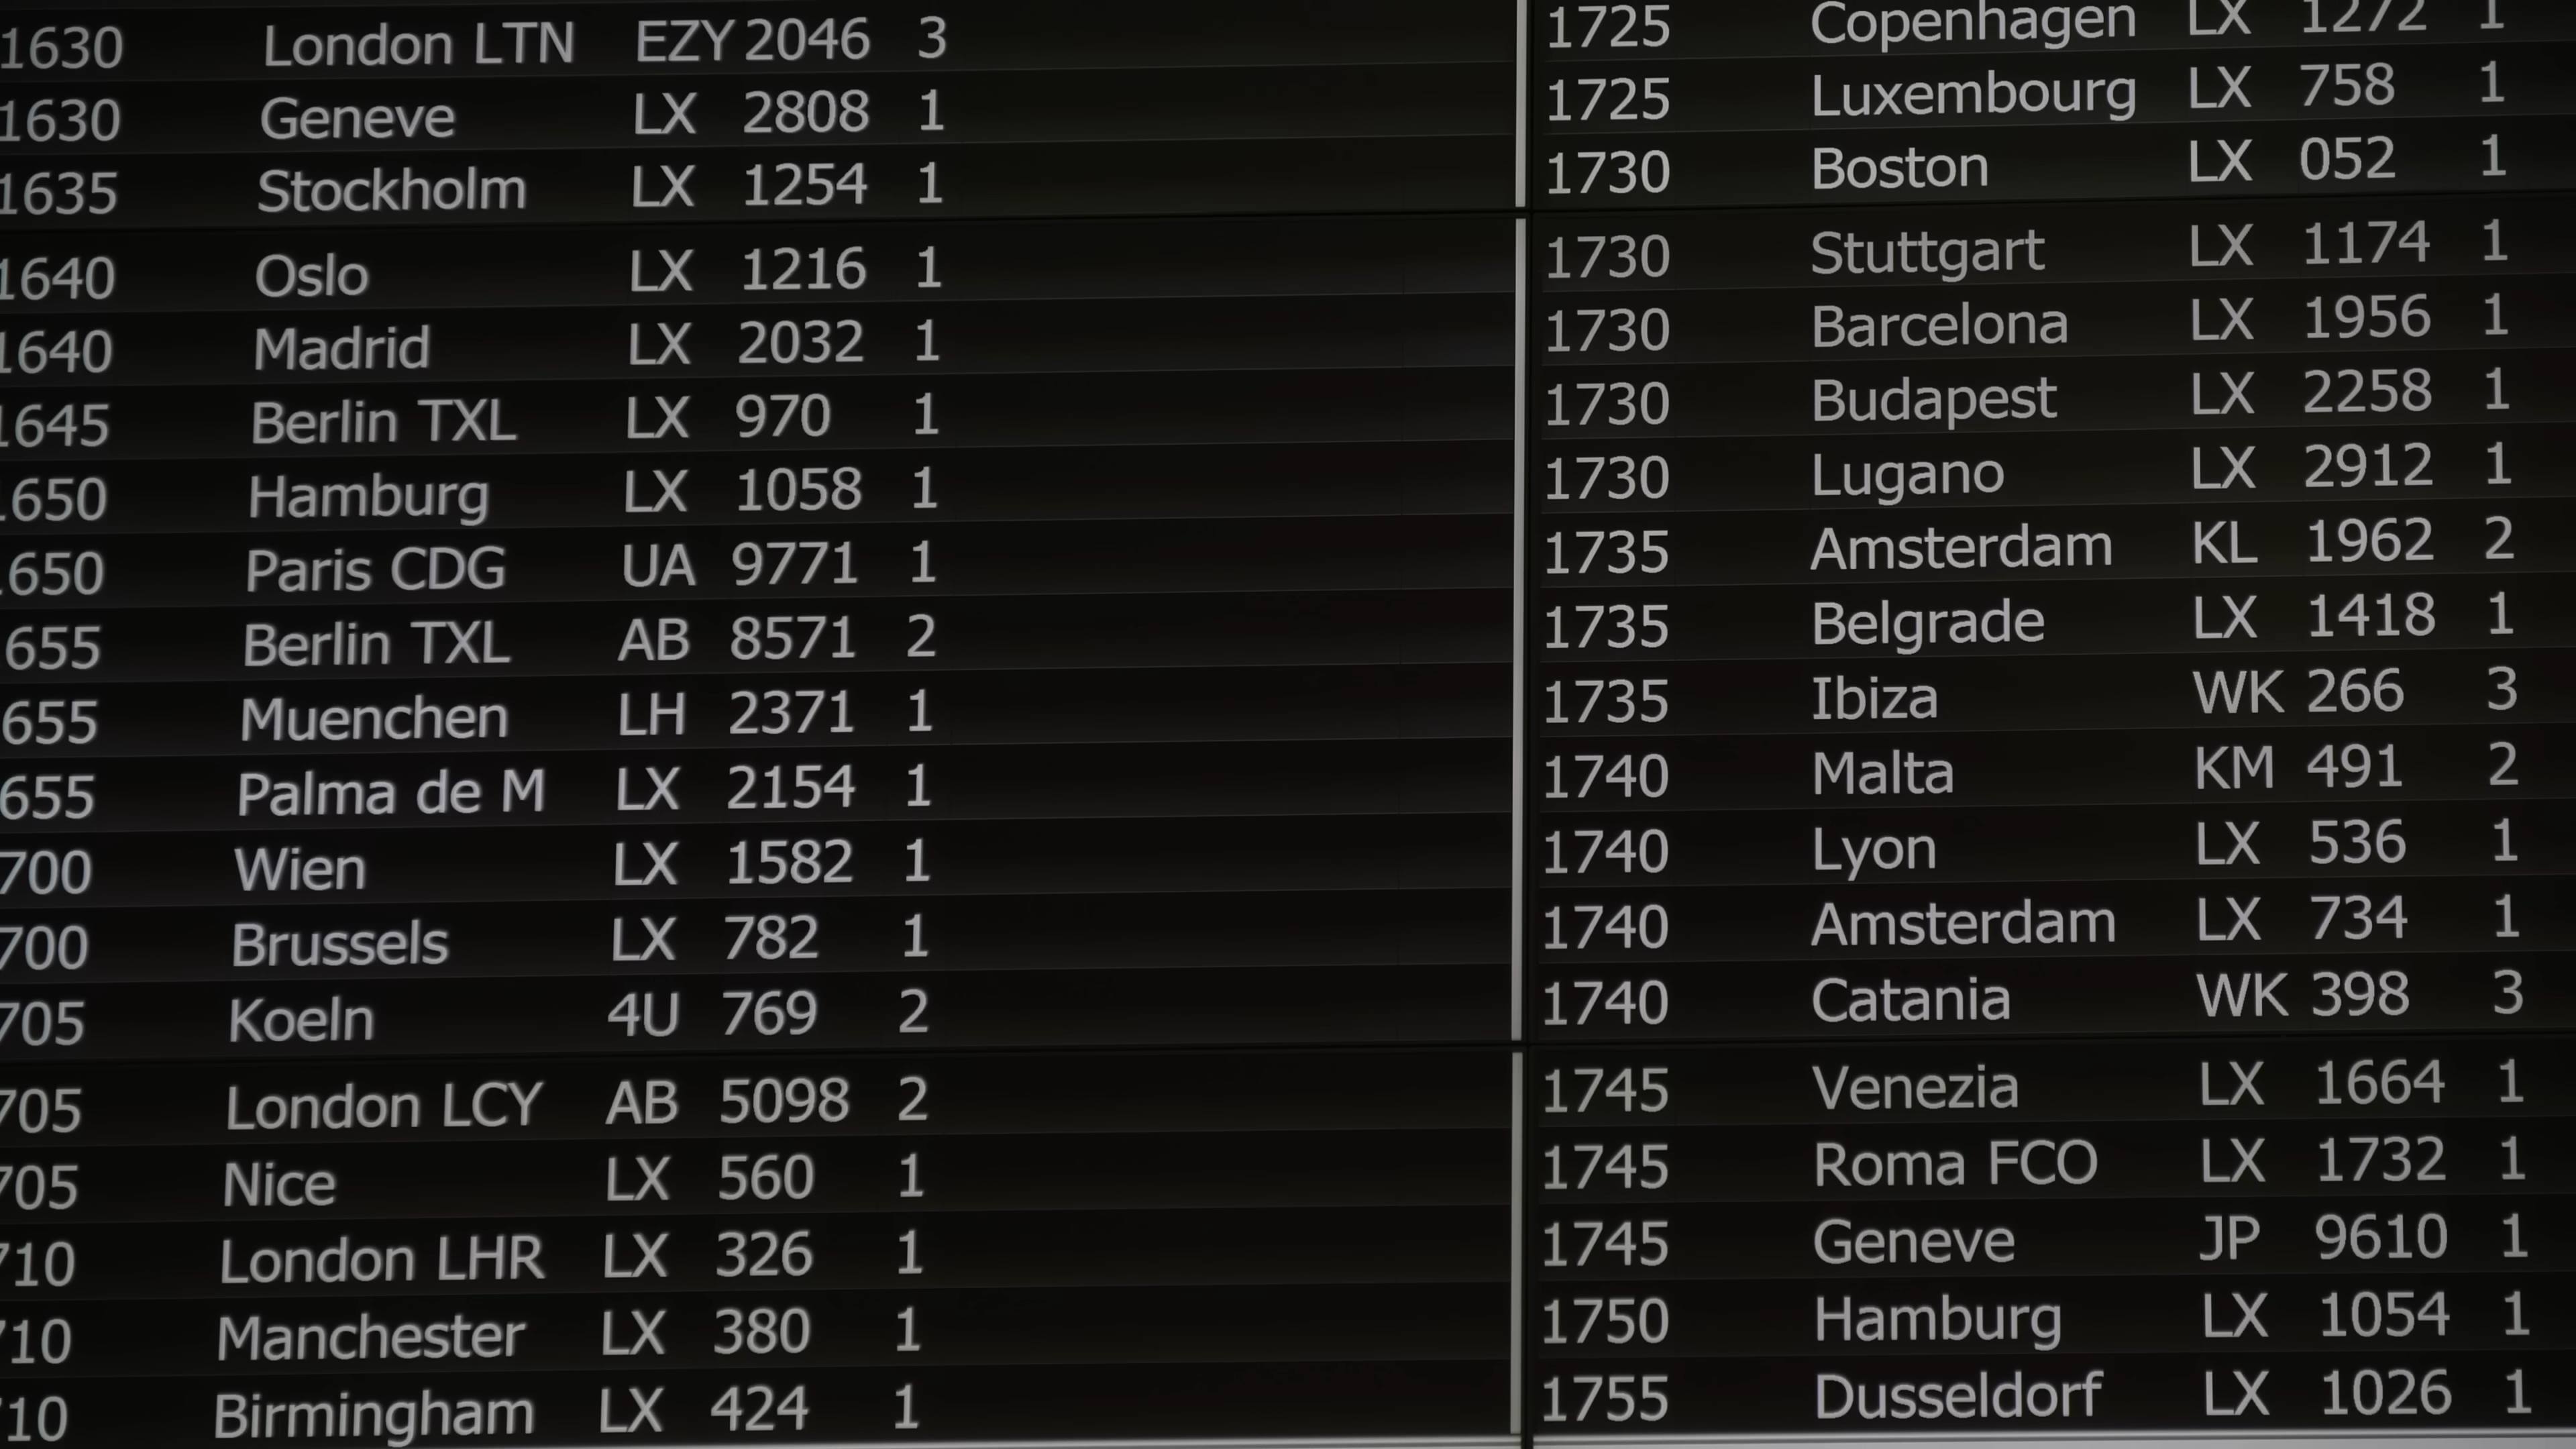 1630 London LTN EZY 2046 3
1630 Geneve LX 2808 1
1635 Stockholm LX 1254 1
1640 Oslo LX 1216 1
1640 Madrid LX 2032 1
1645 Berlin TXL LX 970 1
1650 Hamburg LX 1058 1
650 Paris CDG UA 9771 1
655 Berlin TXL AB 8571 2
655 Muenchen LH 2371 1
655 Palma de M LX 2154 1
700 Wien LX 1582 1
700 Brussels LX 782 1
705 Koeln 4U 769 2
705 London LCY AB 5098 2
705 Nice LX 560 1
710 London LHR LX 326 1
710 Manchester LX 380 1
710 Birmingham LX 424 1
1725 Copenhagen LX 1272 1
1725 Luxembourg LX 758 1
1730 Boston LX 052 1
1730 Stuttgart LX 1174 1
1730 Barcelona LX 1956 1
1730 Budapest LX 2258 1
1730 Lugano LX 2912 1
1735 Amsterdam KL 1962 2
1735 Belgrade LX 1418 1
1735 Ibiza WK 266 3
1740 Malta KM 491 2
1740 Lyon LX 536 1
1740 Amsterdam LX 734 1
1740 Catania WK 398 3
1745 Venezia LX 1664 1
1745 Roma FCO LX 1732 1
1745 Geneve JP 9610 1
1750 Hamburg LX 1054 1
1755 Dusseldorf LX 1026 1